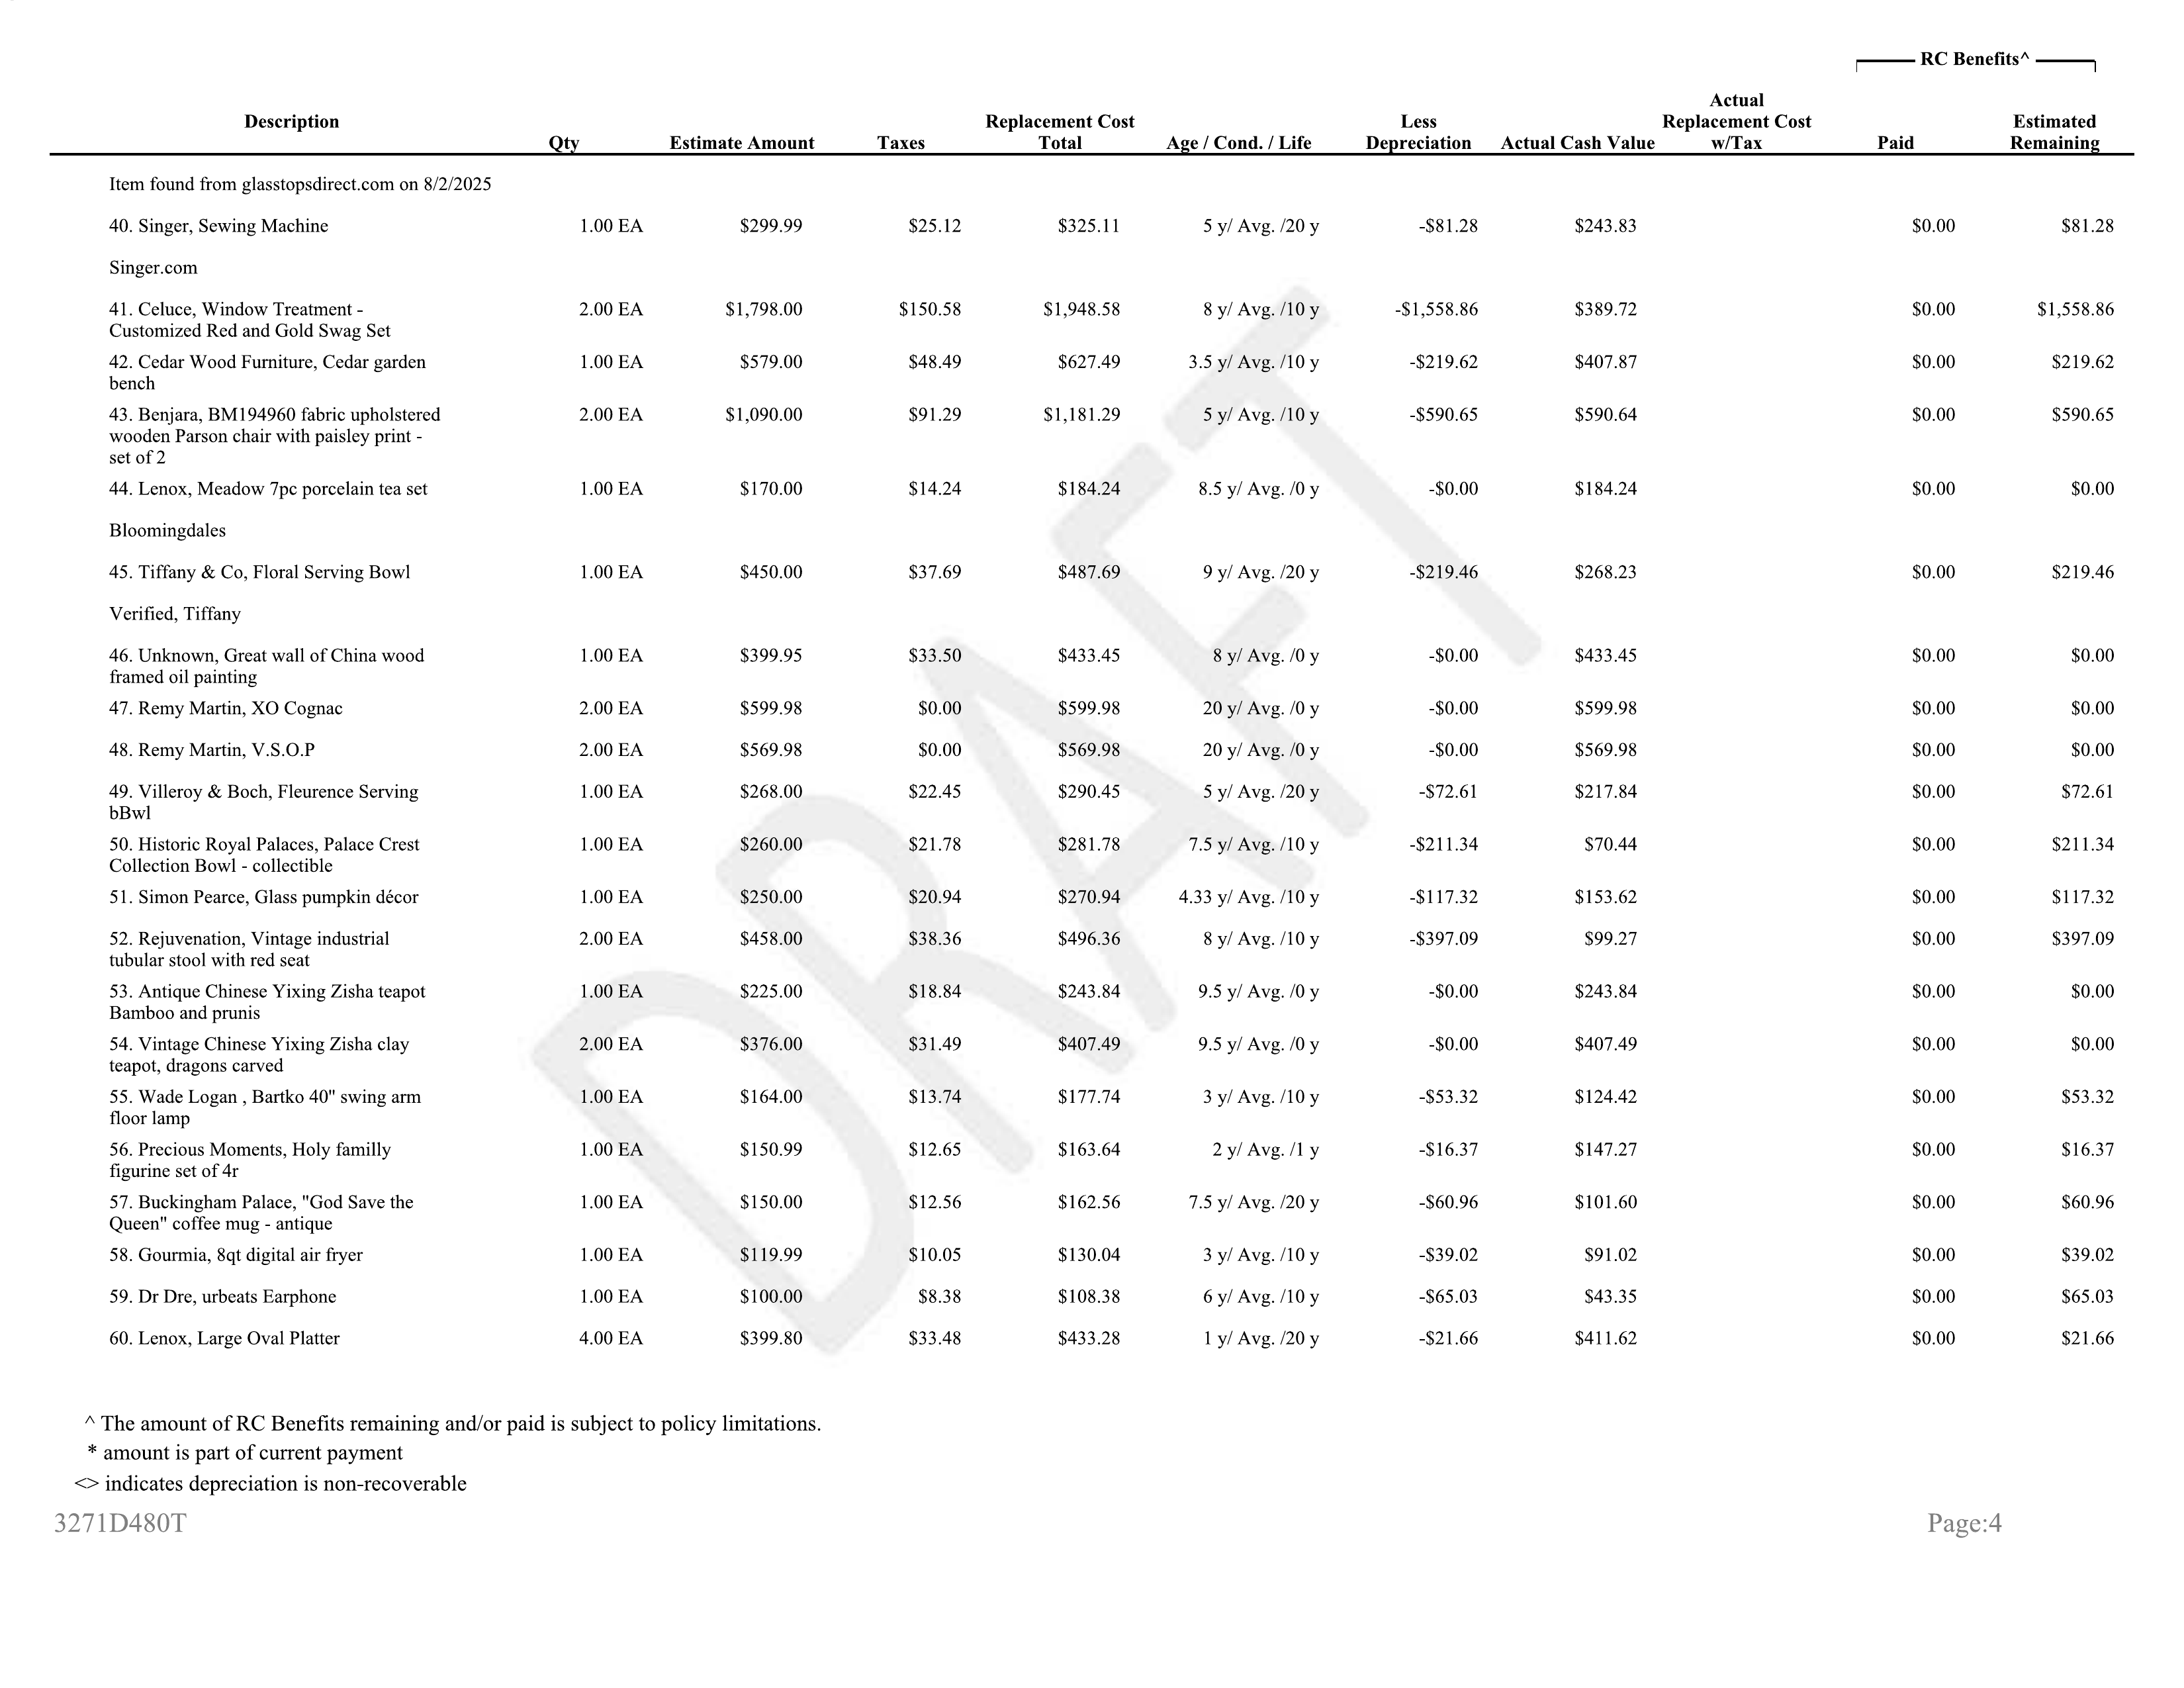 RC Benefits^
Description Qty Estimate Amount Taxes Replacement Cost Total Age / Cond. / Life Less Depreciation Actual Cash Value Actual Replacement Cost w/Tax Paid Estimated Remaining
Item found from glasstopsdirect.com on 8/2/2025
40. Singer, Sewing Machine 1.00 EA $299.99 $25.12 $325.11 5 y/ Avg. /20 y -$81.28 $243.83 $0.00 $81.28
Singer.com
41. Celuce, Window Treatment - 2.00 EA $1,798.00 $150.58 $1,948.58 8 y/ Avg. /10 y -$1,558.86 $389.72 $0.00 $1,558.86
Customized Red and Gold Swag Set
42. Cedar Wood Furniture, Cedar garden 1.00 EA $579.00 $48.49 $627.49 3.5 y/ Avg. /10 y -$219.62 $407.87 $0.00 $219.62
bench
43. Benjara, BM194960 fabric upholstered 2.00 EA $1,090.00 $91.29 $1,181.29 5 y/ Avg. /10 y -$590.65 $590.64 $0.00 $590.65
wooden Parson chair with paisley print -
set of 2
44. Lenox, Meadow 7pc porcelain tea set 1.00 EA $170.00 $14.24 $184.24 8.5 y/ Avg. /0 y -$0.00 $184.24 $0.00 $0.00
Bloomingdales
45. Tiffany & Co, Floral Serving Bowl 1.00 EA $450.00 $37.69 $487.69 9 y/ Avg. /20 y -$219.46 $268.23 $0.00 $219.46
Verified, Tiffany
46. Unknown, Great wall of China wood 1.00 EA $399.95 $33.50 $433.45 8 y/ Avg. /0 y -$0.00 $433.45 $0.00 $0.00
framed oil painting
47. Remy Martin, XO Cognac 2.00 EA $599.98 $0.00 $599.98 20 y/ Avg. /0 y -$0.00 $599.98 $0.00 $0.00
48. Remy Martin, V.S.O.P 2.00 EA $569.98 $0.00 $569.98 20 y/ Avg. /0 y -$0.00 $569.98 $0.00 $0.00
49. Villeroy & Boch, Fleurence Serving 1.00 EA $268.00 $22.45 $290.45 5 y/ Avg. /20 y -$72.61 $217.84 $0.00 $72.61
bBwl
50. Historic Royal Palaces, Palace Crest 1.00 EA $260.00 $21.78 $281.78 7.5 y/ Avg. /10 y -$211.34 $70.44 $0.00 $211.34
Collection Bowl - collectible
51. Simon Pearce, Glass pumpkin décor 1.00 EA $250.00 $20.94 $270.94 4.33 y/ Avg. /10 y -$117.32 $153.62 $0.00 $117.32
52. Rejuvenation, Vintage industrial 2.00 EA $458.00 $38.36 $496.36 8 y/ Avg. /10 y -$397.09 $99.27 $0.00 $397.09
tubular stool with red seat
53. Antique Chinese Yixing Zisha teapot 1.00 EA $225.00 $18.84 $243.84 9.5 y/ Avg. /0 y -$0.00 $243.84 $0.00 $0.00
Bamboo and prunis
54. Vintage Chinese Yixing Zisha clay 2.00 EA $376.00 $31.49 $407.49 9.5 y/ Avg. /0 y -$0.00 $407.49 $0.00 $0.00
teapot, dragons carved
55. Wade Logan , Bartko 40" swing arm 1.00 EA $164.00 $13.74 $177.74 3 y/ Avg. /10 y -$53.32 $124.42 $0.00 $53.32
floor lamp
56. Precious Moments, Holy familly 1.00 EA $150.99 $12.65 $163.64 2 y/ Avg. /1 y -$16.37 $147.27 $0.00 $16.37
figurine set of 4r
57. Buckingham Palace, "God Save the 1.00 EA $150.00 $12.56 $162.56 7.5 y/ Avg. /20 y -$60.96 $101.60 $0.00 $60.96
Queen" coffee mug - antique
58. Gourmia, 8qt digital air fryer 1.00 EA $119.99 $10.05 $130.04 3 y/ Avg. /10 y -$39.02 $91.02 $0.00 $39.02
59. Dr Dre, urbeats Earphone 1.00 EA $100.00 $8.38 $108.38 6 y/ Avg. /10 y -$65.03 $43.35 $0.00 $65.03
60. Lenox, Large Oval Platter 4.00 EA $399.80 $33.48 $433.28 1 y/ Avg. /20 y -$21.66 $411.62 $0.00 $21.66
DRAFT
^ The amount of RC Benefits remaining and/or paid is subject to policy limitations.
* amount is part of current payment
<> indicates depreciation is non-recoverable
3271D480T Page:4